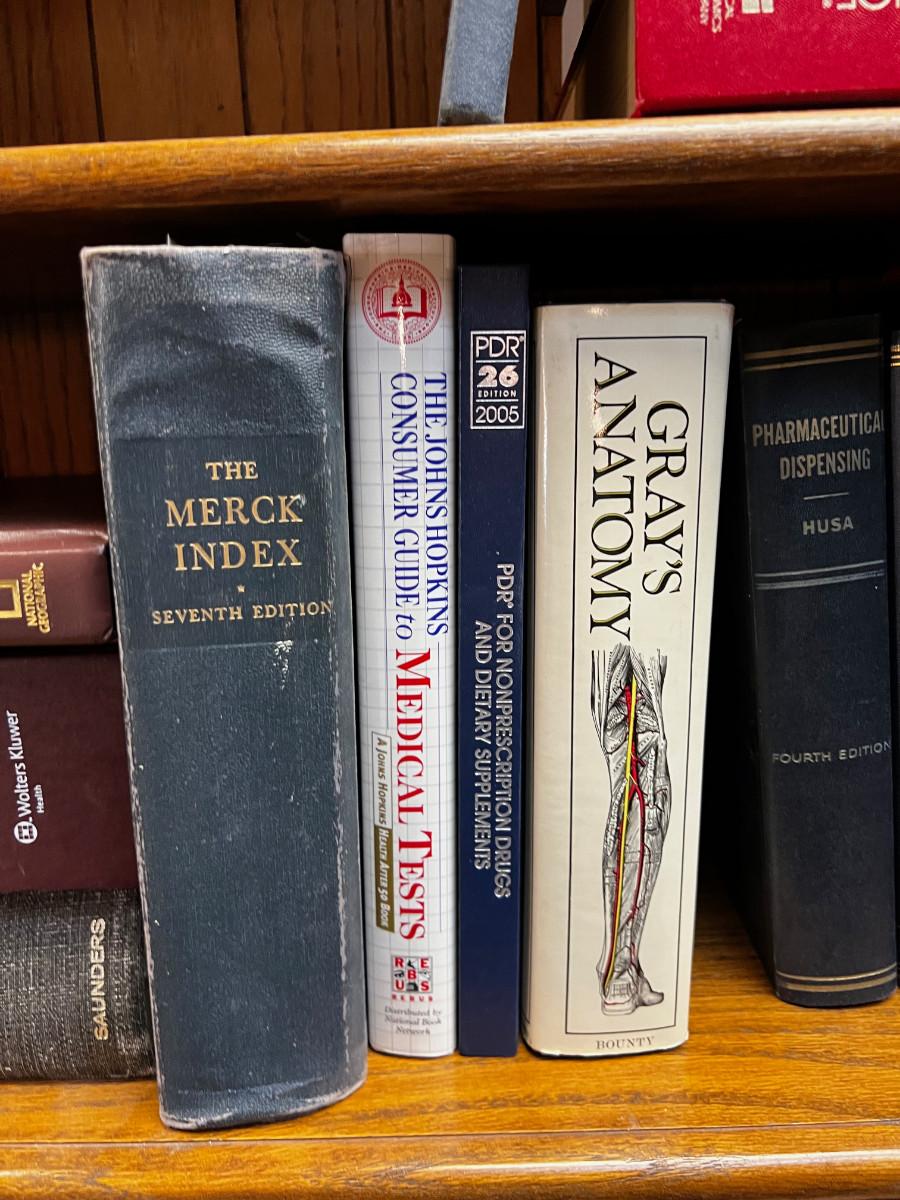 NATIONAL
GEOGRAPHIC
Wolters Kluwer
Health
SAUNDERS
THE
MERCK
INDEX
SEVENTH EDITION
THE JOHNS HOPKINS
CONSUMER GUIDE to MEDICAL TESTS
A JOHNS HOPKINS HEALTH AFTER 50 BOOK
REBUS
REBUS
Distributed by
National Book
Network
PDR®
26
EDITION
2005
PDR® FOR NONPRESCRIPTION DRUGS
AND DIETARY SUPPLEMENTS
GRAY'S
ANATOMY
BOUNTY
PHARMACEUTICAL
DISPENSING
HUSA
FOURTH EDITION